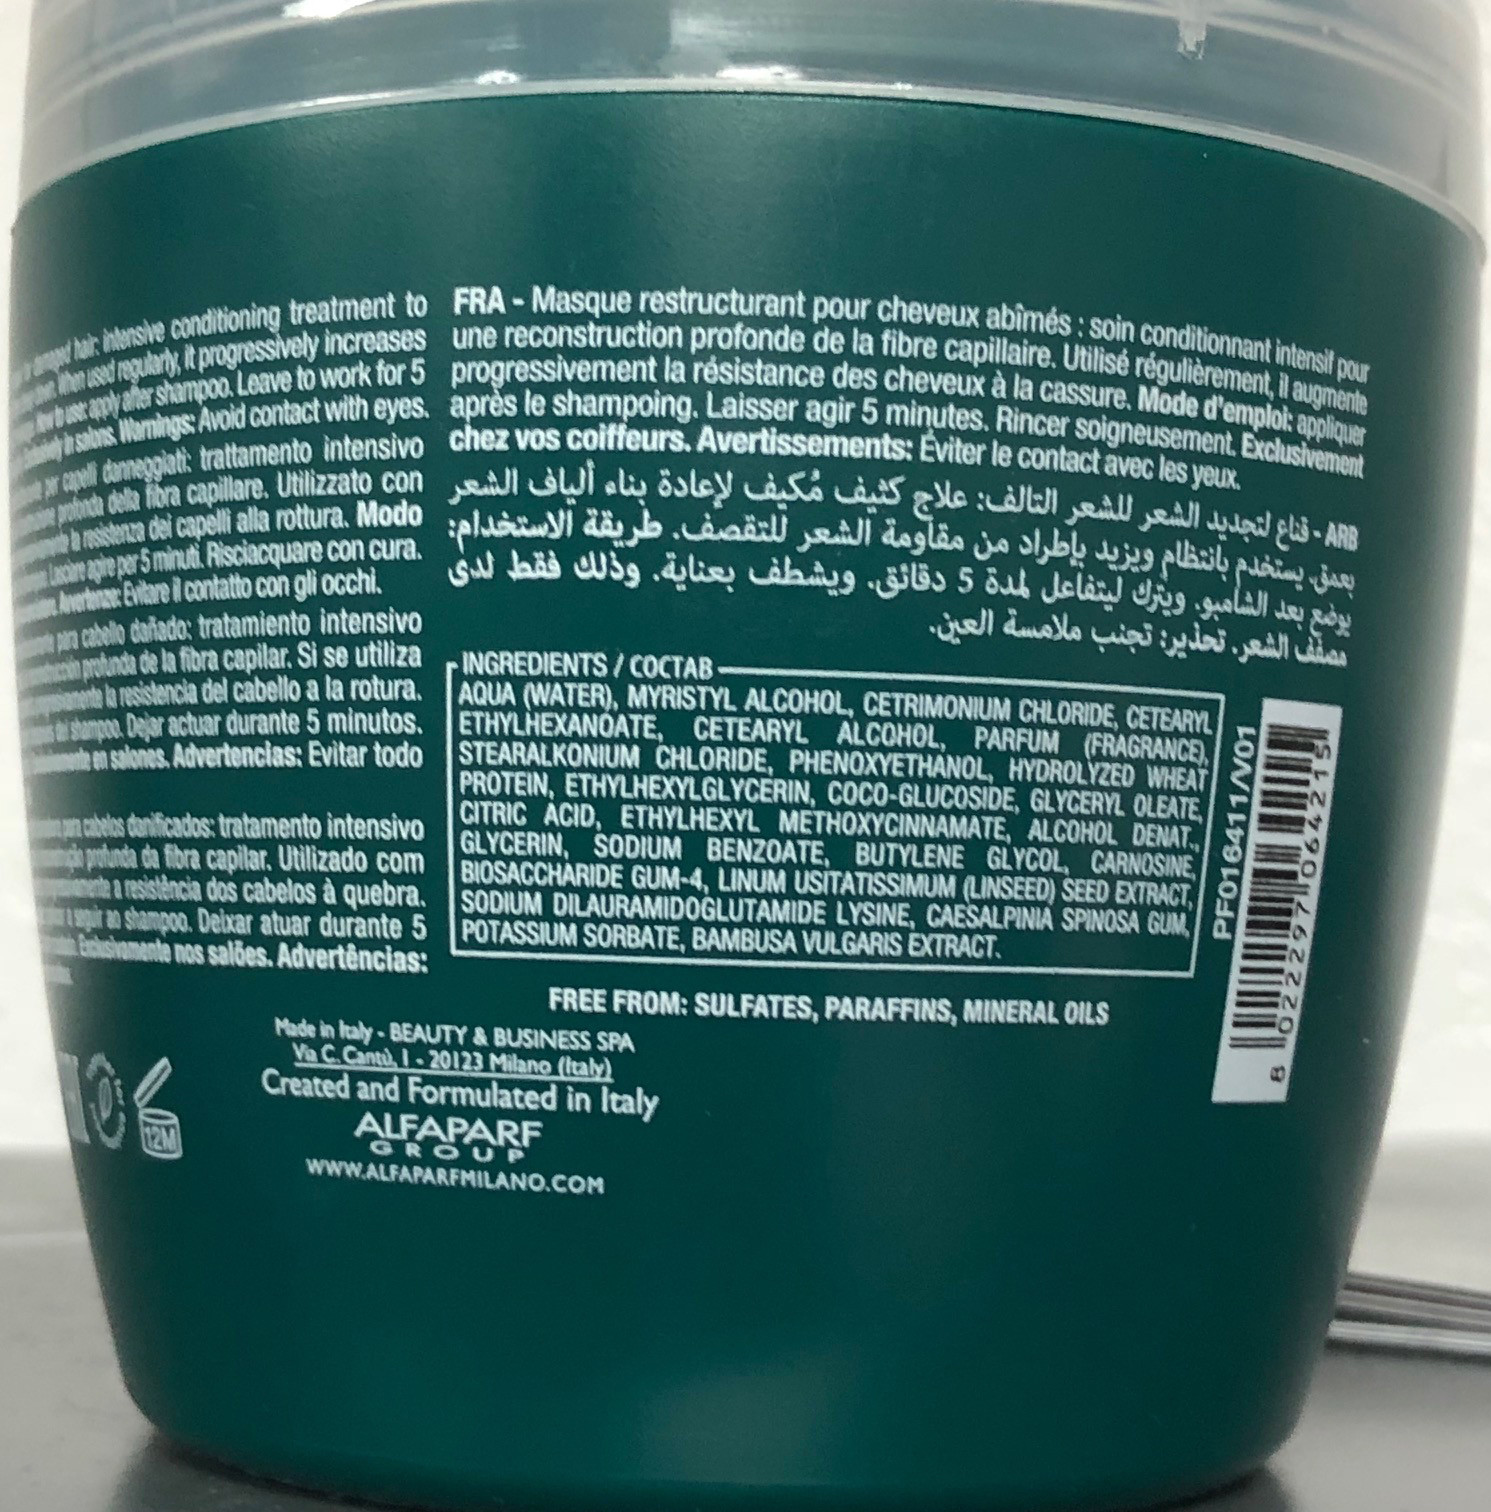 damaged hair: intensive conditioning treatment to
When used regularly, it progressively increases
How to use: apply after shampoo. Leave to work for 5
in salons. Warnings: Avoid contact with eyes.
per capelli danneggiati: trattamento intensivo
profonda della fibra capillare. Utilizzato con
la resistenza dei capelli alla rottura. Modo
Lasciare agire per 5 minuti. Risciacquare con cura.
Avvertenze: Evitare il contatto con gli occhi.
para cabello dañado: tratamiento intensivo
profunda de la fibra capilar. Si se utiliza
la resistencia del cabello a la rotura.
del shampoo. Dejar actuar durante 5 minutos.
en salones. Advertencias: Evitar todo
para cabelos danificados: tratamento intensivo
profunda da fibra capilar. Utilizado com
a resistência dos cabelos à quebra.
a seguir ao shampoo. Deixar atuar durante 5
Exclusivamente nos salões. Advertências:
FRA - Masque restructurant pour cheveux abîmés : soin conditionnant intensif pour
une reconstruction profonde de la fibre capillaire. Utilisé régulièrement, il augmente
progressivement la résistance des cheveux à la cassure. Mode d'emploi: appliquer
après le shampoing. Laisser agir 5 minutes. Rincer soigneusement. Exclusivement
chez vos coiffeurs. Avertissements: Éviter le contact avec les yeux.
ARB - قناع لتجديد الشعر للشعر التالف: علاج كثيف مُكيف لإعادة بناء ألياف الشعر
بعمق. يستخدم بانتظام ويزيد بإطراد من مقاومة الشعر للتقصف. طريقة الاستخدام:
يوضع بعد الشامبو. ويترك ليتفاعل لمدة 5 دقائق. ويشطف بعناية. وذلك فقط لدى
مصفف الشعر. تحذير: تجنب ملامسة العين.
INGREDIENTS / СОСТАВ
AQUA (WATER), MYRISTYL ALCOHOL, CETRIMONIUM CHLORIDE, CETEARYL
ETHYLHEXANOATE, CETEARYL ALCOHOL, PARFUM (FRAGRANCE),
STEARALKONIUM CHLORIDE, PHENOXYETHANOL, HYDROLYZED WHEAT
PROTEIN, ETHYLHEXYLGLYCERIN, COCO-GLUCOSIDE, GLYCERYL OLEATE,
CITRIC ACID, ETHYLHEXYL METHOXYCINNAMATE, ALCOHOL DENAT.,
GLYCERIN, SODIUM BENZOATE, BUTYLENE GLYCOL, CARNOSINE,
BIOSACCHARIDE GUM-4, LINUM USITATISSIMUM (LINSEED) SEED EXTRACT,
SODIUM DILAURAMIDOGLUTAMIDE LYSINE, CAESALPINIA SPINOSA GUM,
POTASSIUM SORBATE, BAMBUSA VULGARIS EXTRACT.
PF016411/V01
8 022297 064215
FREE FROM: SULFATES, PARAFFINS, MINERAL OILS
Made in Italy - BEAUTY & BUSINESS SPA
Via C. Cantù, 1 - 20123 Milano (Italy)
Created and Formulated in Italy
ALFAPARF
GROUP
WWW.ALFAPARFMILANO.COM
12M